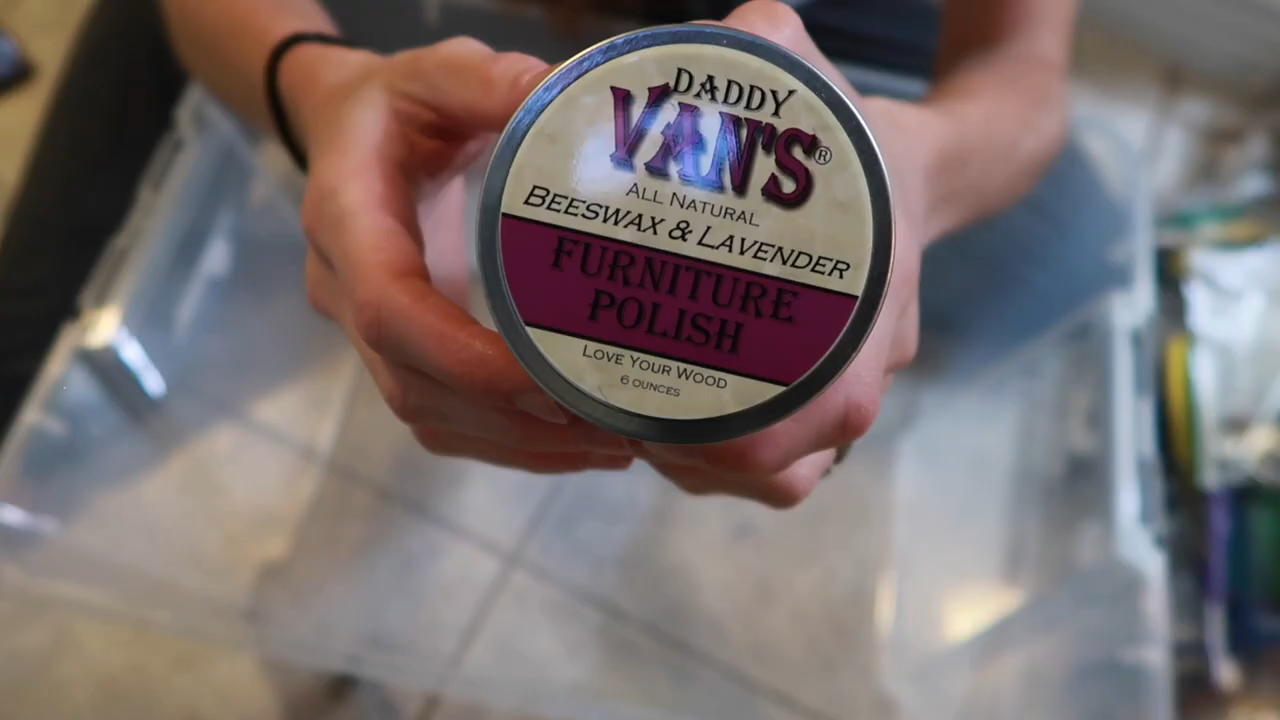 DADDY
VAN'S®
ALL NATURAL
BEESWAX & LAVENDER
FURNITURE
POLISH
LOVE YOUR WOOD
6 OUNCES